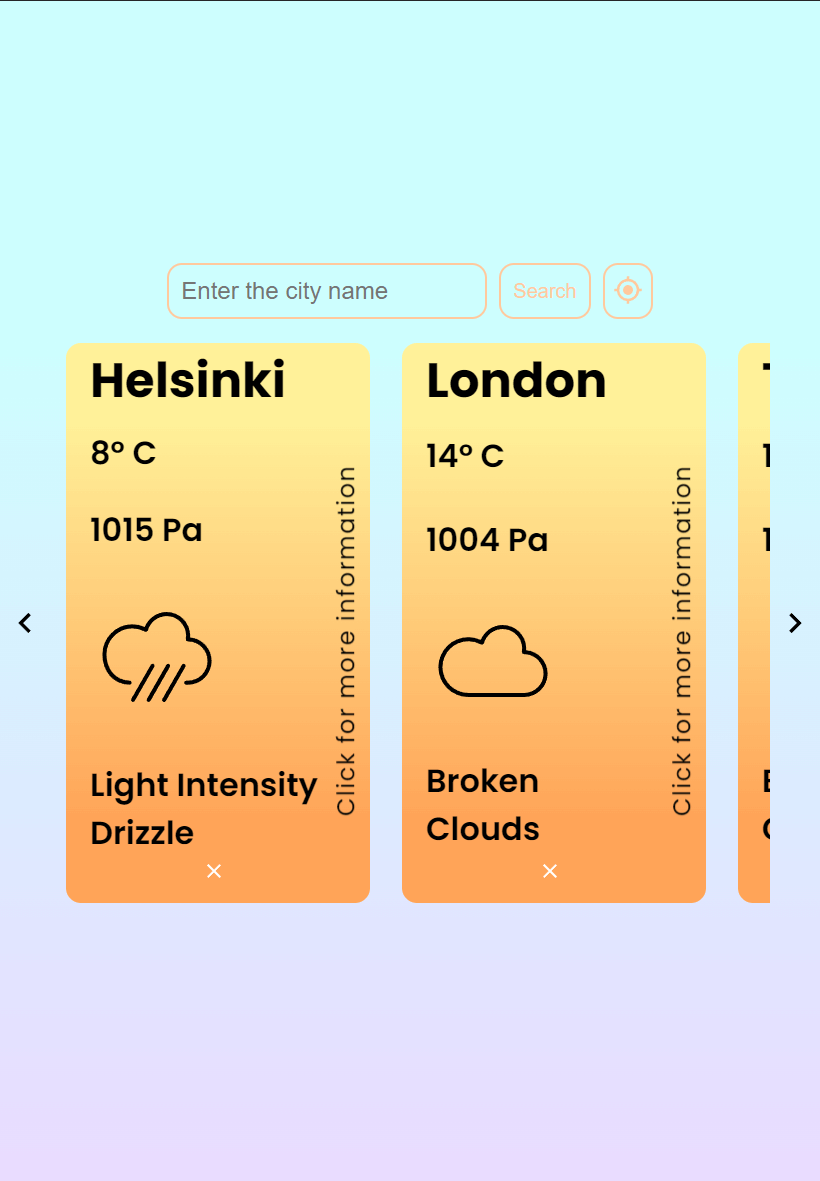 Enter the city name
Search
Helsinki
8° C
1015 Pa
Light Intensity
Drizzle
Click for more information
London
14° C
1004 Pa
Broken
Clouds
Click for more information